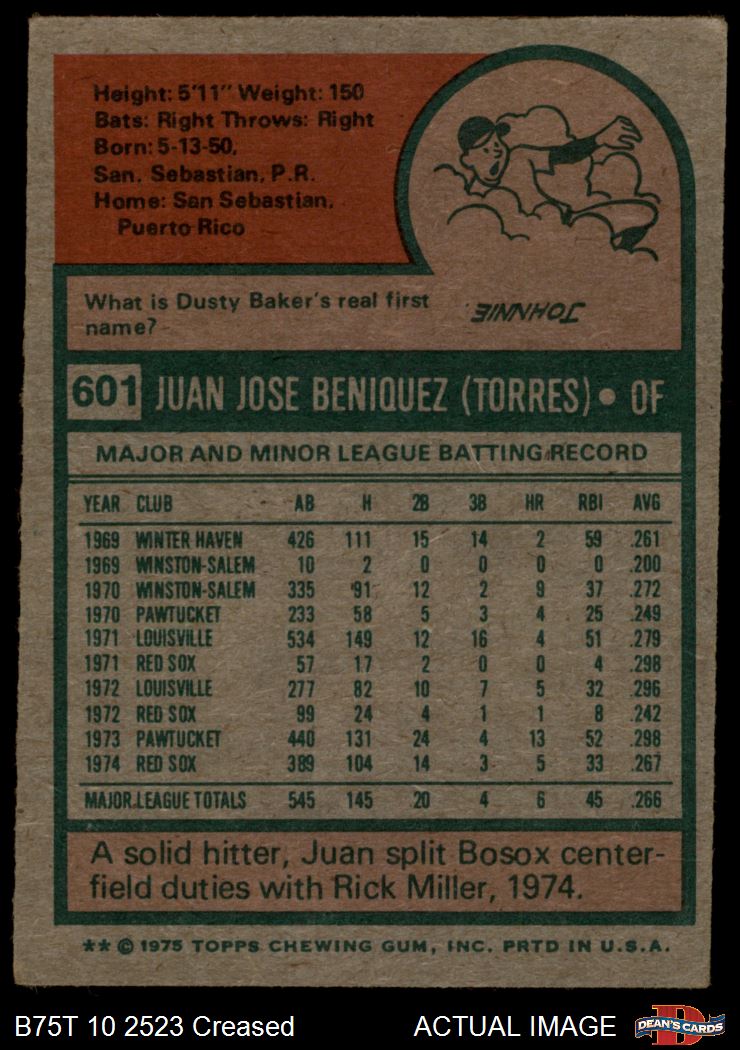 Height: 5'11" Weight: 150
Bats: Right Throws: Right
Born: 5-13-50,
San. Sebastian, P.R.
Home: San Sebastian,
Puerto Rico
What is Dusty Baker's real first
name?
JOHNNIE
601 JUAN JOSE BENIQUEZ (TORRES) • OF
MAJOR AND MINOR LEAGUE BATTING RECORD
YEAR CLUB AB H 2B 3B HR RBI AVG
1969 WINTER HAVEN 426 111 15 14 2 59 .261
1969 WINSTON-SALEM 10 2 0 0 0 0 .200
1970 WINSTON-SALEM 335 91 12 2 9 37 .272
1970 PAWTUCKET 233 58 5 3 4 25 .249
1971 LOUISVILLE 534 149 12 16 4 51 .279
1971 RED SOX 57 17 2 0 0 4 .298
1972 LOUISVILLE 277 82 10 7 5 32 .296
1972 RED SOX 99 24 4 1 1 8 .242
1973 PAWTUCKET 440 131 24 4 13 52 .298
1974 RED SOX 389 104 14 3 5 33 .267
MAJOR LEAGUE TOTALS 545 145 20 4 6 45 .266
A solid hitter, Juan split Bosox center-
field duties with Rick Miller, 1974.
** © 1975 TOPPS CHEWING GUM, INC. PRTD IN U.S.A.
B75T 10 2523 Creased ACTUAL IMAGE D DEAN'S CARDS